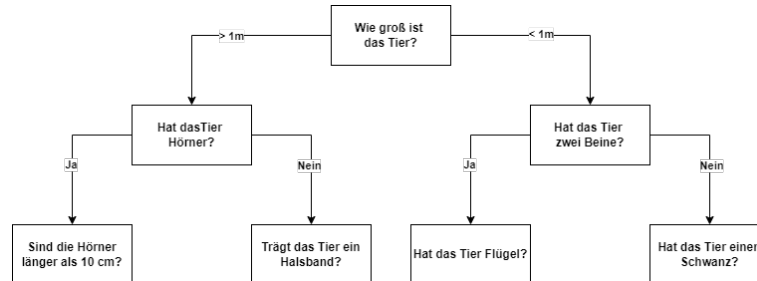 Wie groß ist
das Tier?
> 1m
< 1m
Hat dasTier
Hörner?
Hat das Tier
zwei Beine?
Ja
Nein
Ja
Nein
Sind die Hörner
länger als 10 cm?
Trägt das Tier ein
Halsband?
Hat das Tier Flügel?
Hat das Tier einen
Schwanz?